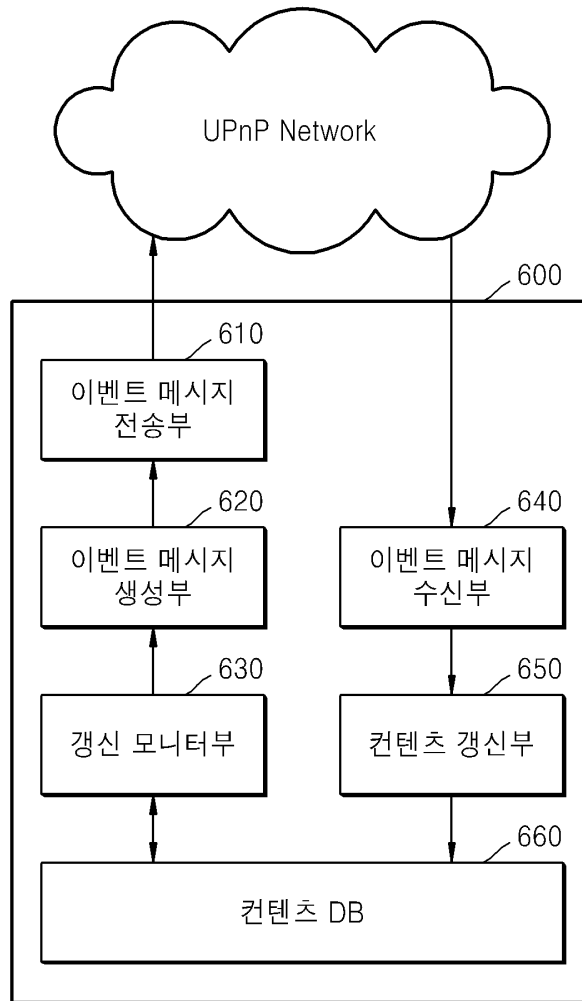 UPnP Network
600
610
이벤트 메시지
전송부
620
이벤트 메시지
생성부
640
이벤트 메시지
수신부
630
갱신 모니터부
650
컨텐츠 갱신부
660
컨텐츠 DB